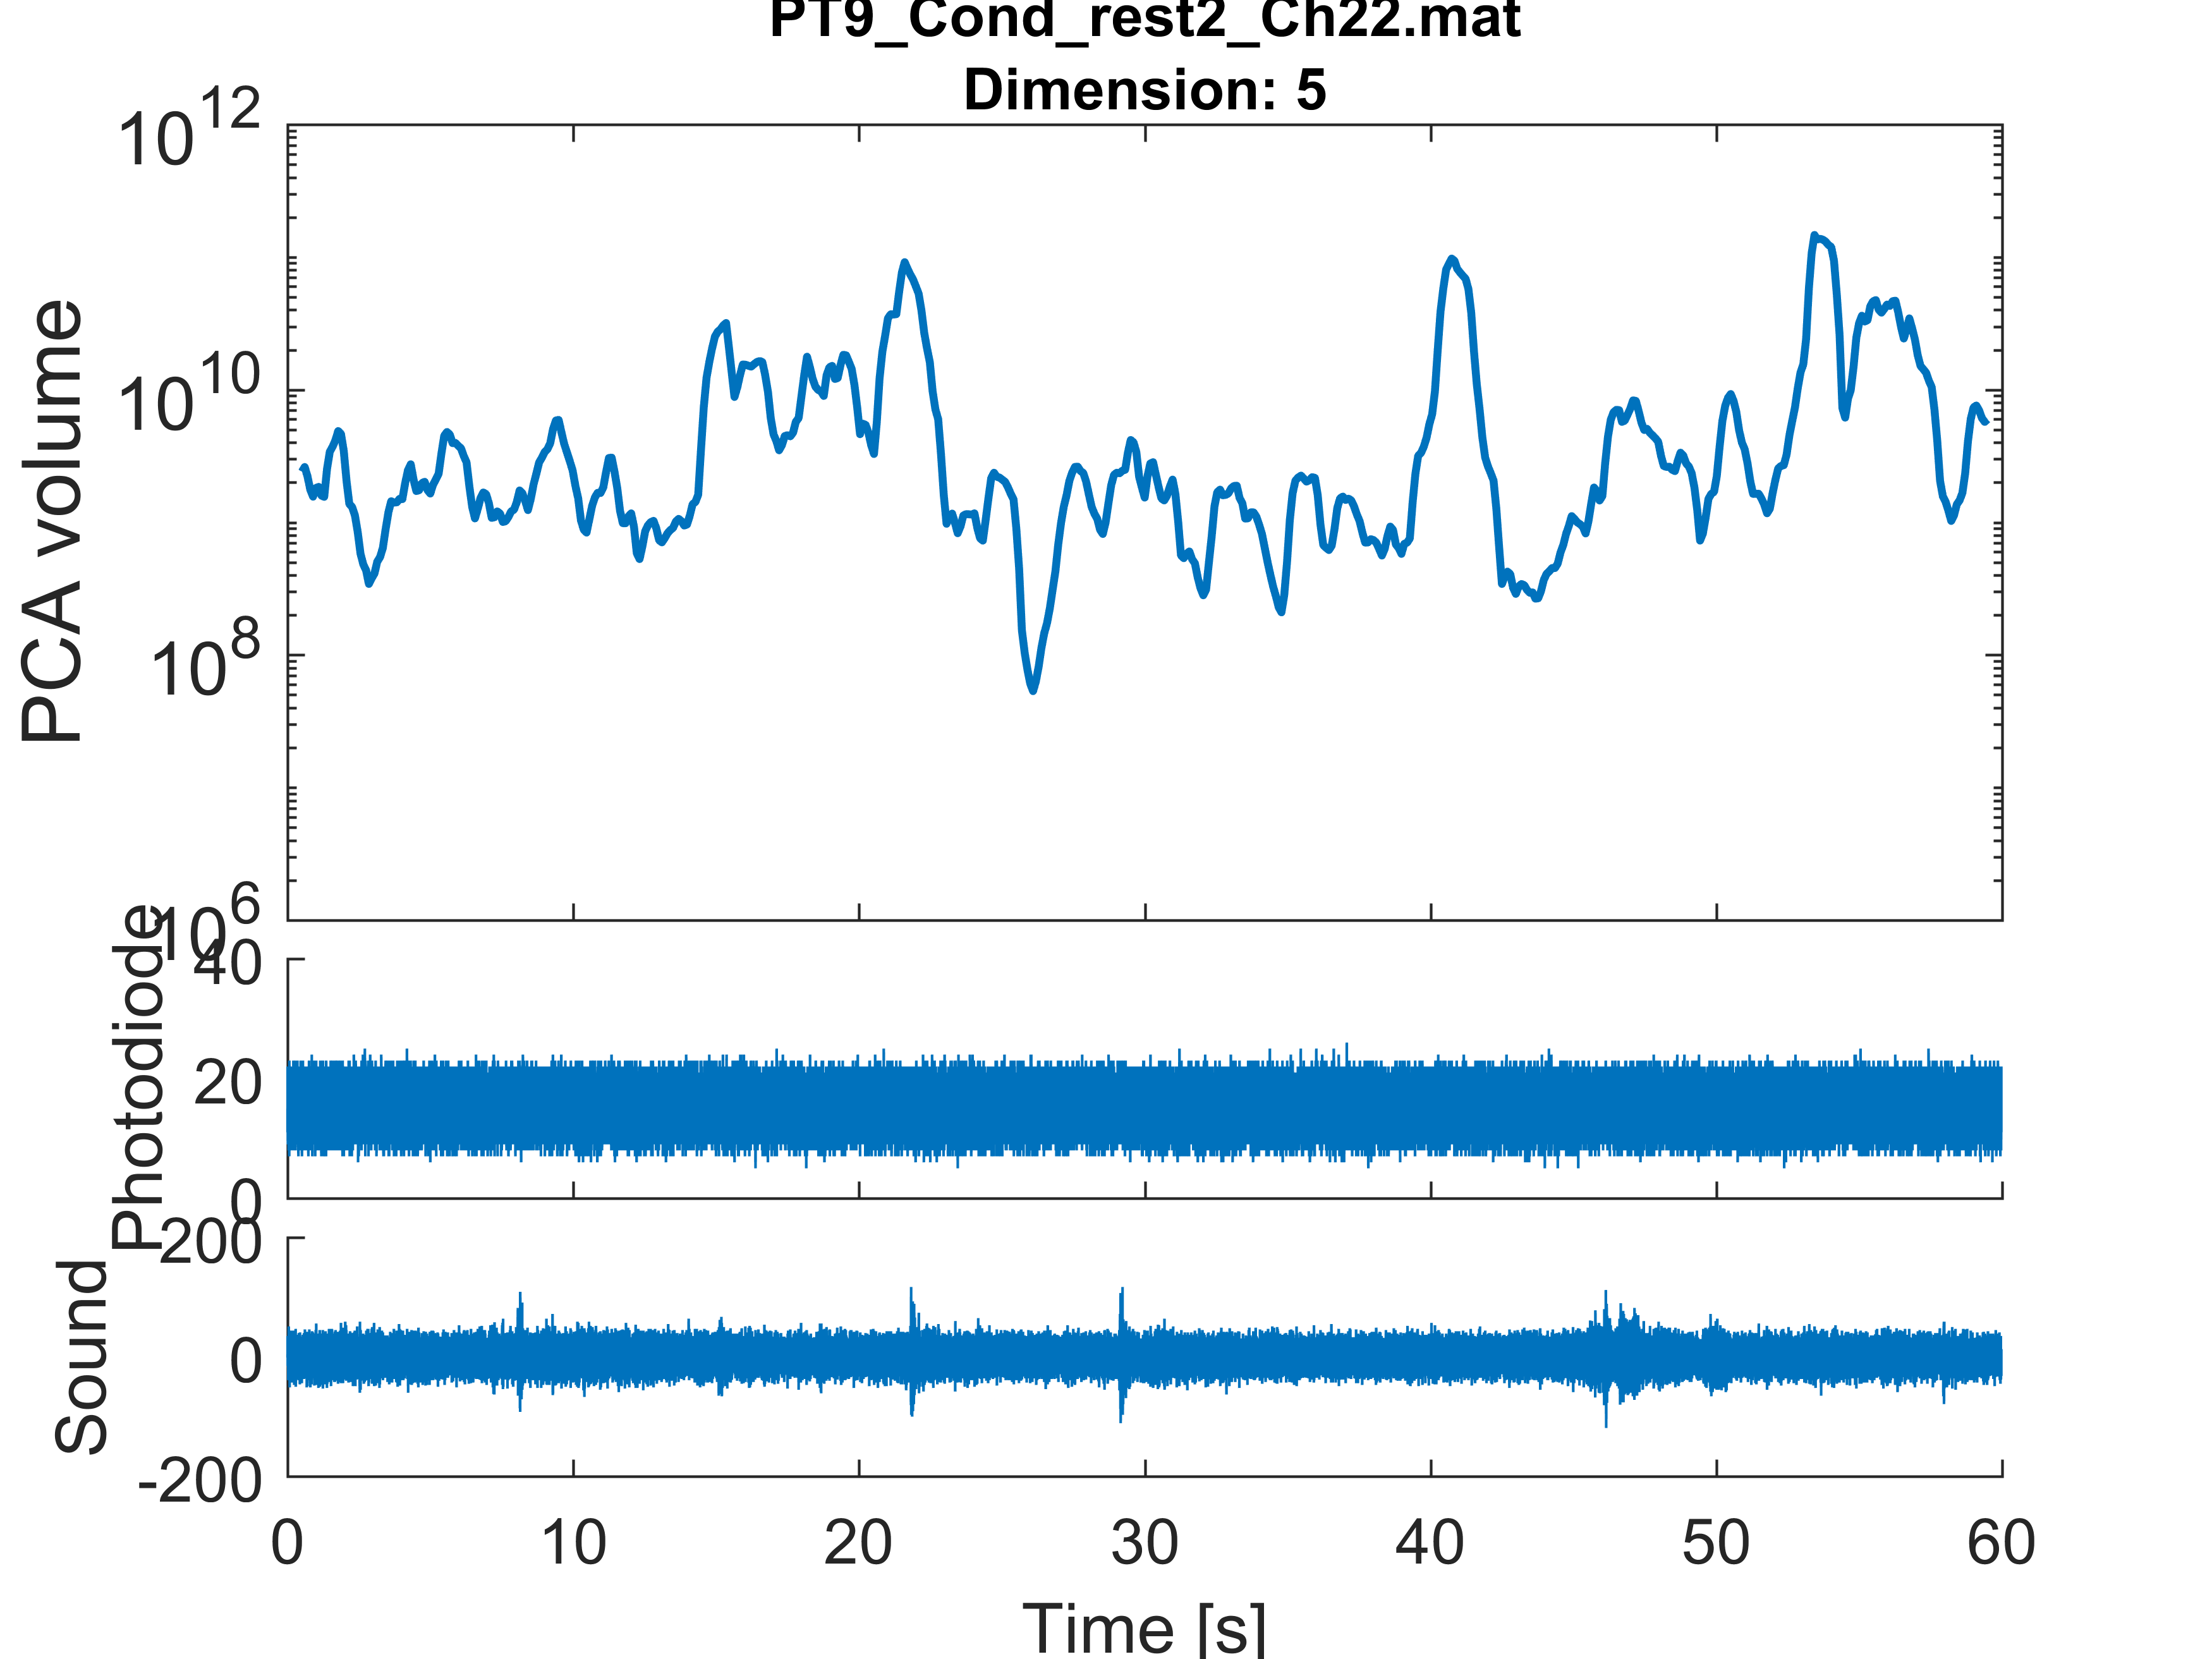 PT9_Cond_rest2_Ch22.mat
Dimension: 5
PCA volume
10^12
10^10
10^8
10^6
Photodiode
40
20
0
Sound
200
0
-200
0 10 20 30 40 50 60
Time [s]